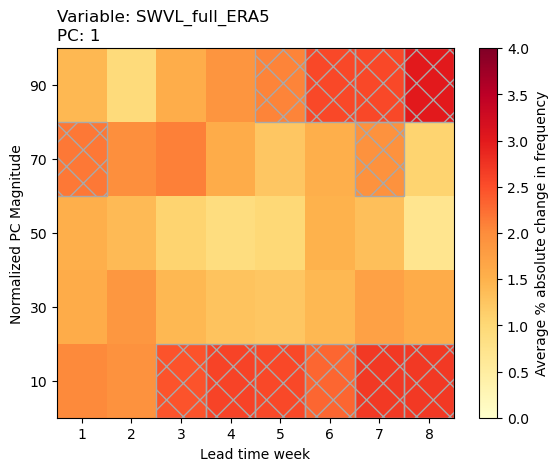 Variable: SWVL_full_ERA5
PC: 1
Normalized PC Magnitude
90
70
50
30
10
1 2 3 4 5 6 7 8
Lead time week
4.0
3.5
3.0
2.5
2.0
1.5
1.0
0.5
0.0
Average % absolute change in frequency